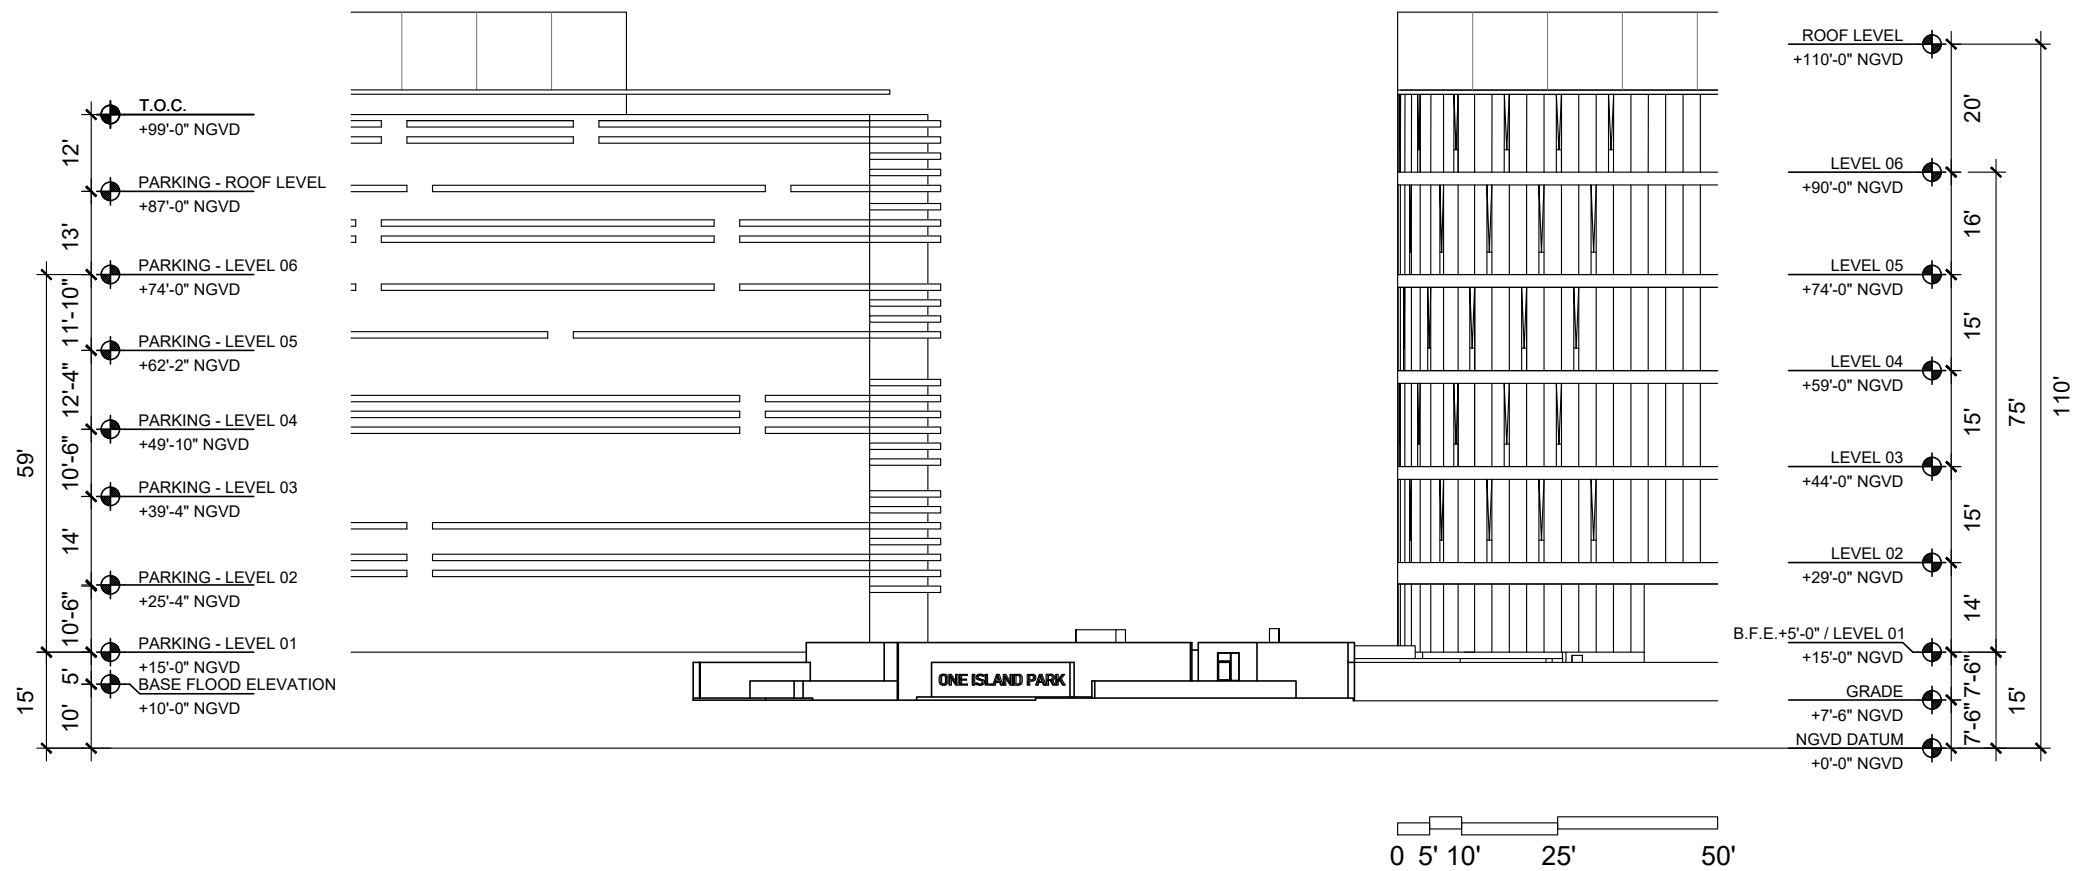 T.O.C.
+99'-0" NGVD
PARKING - ROOF LEVEL
+87'-0" NGVD
PARKING - LEVEL 06
+74'-0" NGVD
PARKING - LEVEL 05
+62'-2" NGVD
PARKING - LEVEL 04
+49'-10" NGVD
PARKING - LEVEL 03
+39'-4" NGVD
PARKING - LEVEL 02
+25'-4" NGVD
PARKING - LEVEL 01
+15'-0" NGVD
BASE FLOOD ELEVATION
+10'-0" NGVD
12'
13'
11'-10"
12'-4"
10'-6"
14'
10'-6"
5'
10'
59'
15'
ONE ISLAND PARK
ROOF LEVEL
+110'-0" NGVD
LEVEL 06
+90'-0" NGVD
LEVEL 05
+74'-0" NGVD
LEVEL 04
+59'-0" NGVD
LEVEL 03
+44'-0" NGVD
LEVEL 02
+29'-0" NGVD
B.F.E.+5'-0" / LEVEL 01
+15'-0" NGVD
GRADE
+7'-6" NGVD
NGVD DATUM
+0'-0" NGVD
20'
16'
15'
15'
15'
14'
7'-6"
7'-6"
75'
15'
110'
0 5' 10' 25' 50'